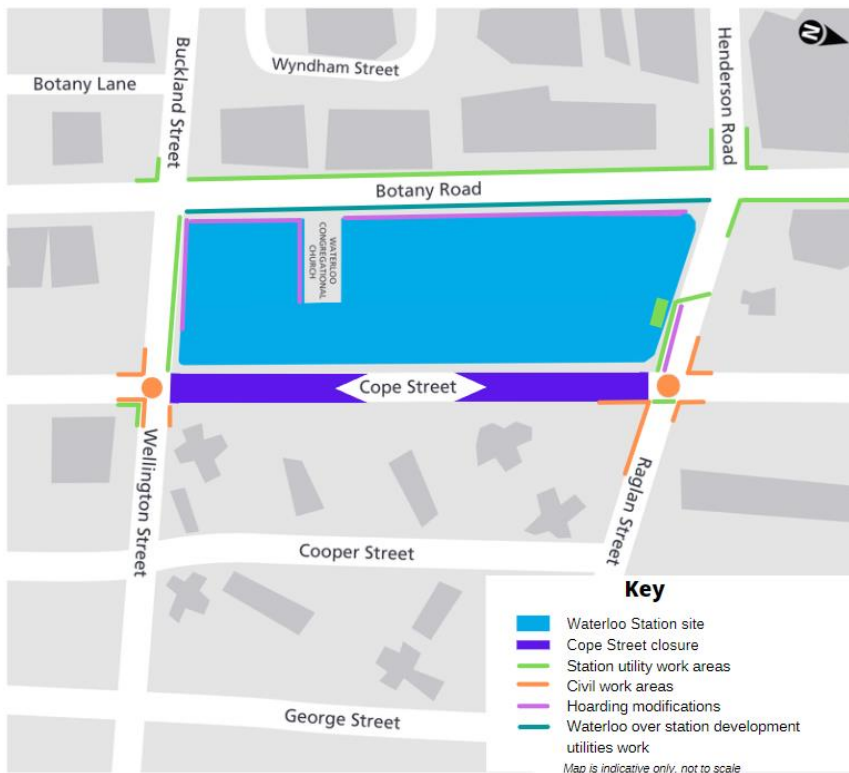 Wyndham Street
N
Botany Lane
Buckland Street
Henderson Road
Botany Road
WATERLOO
CONGREGATIONAL
CHURCH
Cope Street
Wellington Street
Raglan Street
Cooper Street
George Street
Key
Waterloo Station site
Cope Street closure
Station utility work areas
Civil work areas
Hoarding modifications
Waterloo over station development
utilities work
Map is indicative only, not to scale